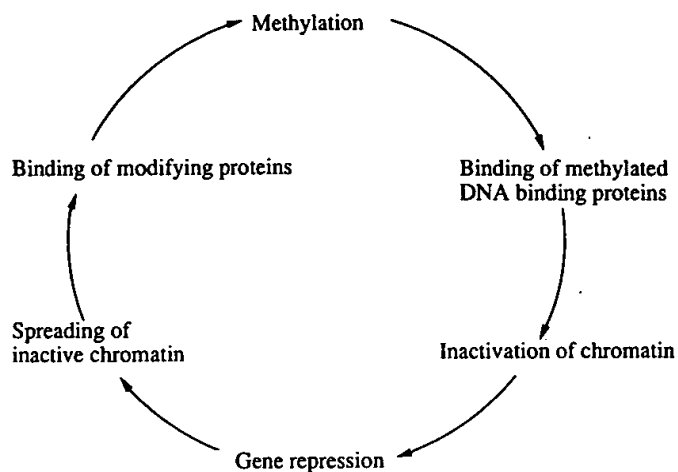 Methylation
Binding of methylated
DNA binding proteins
Inactivation of chromatin
Gene repression
Spreading of
inactive chromatin
Binding of modifying proteins